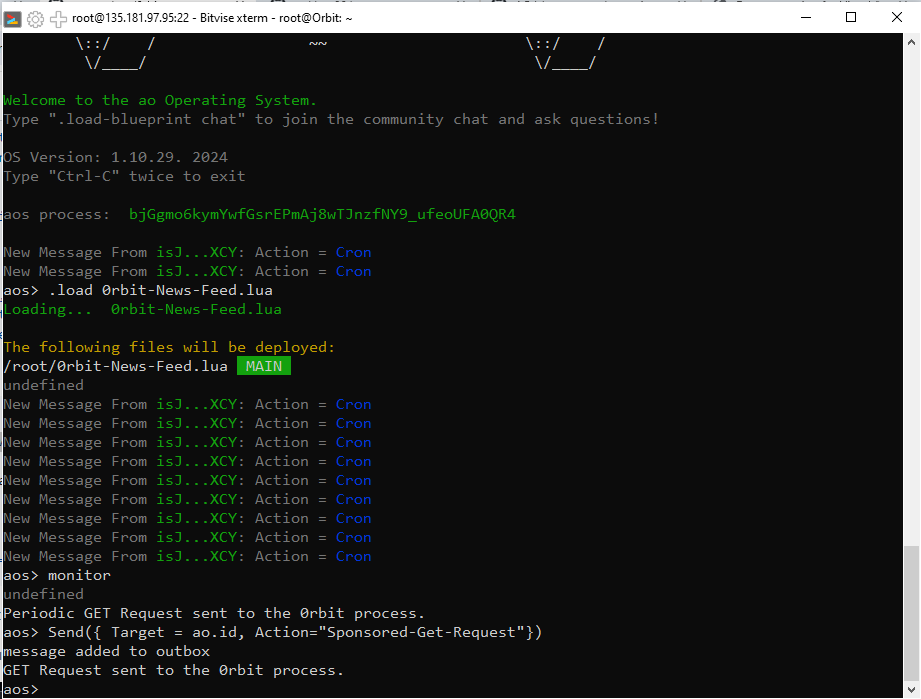 root@135.181.97.95:22 - Bitvise xterm - root@Orbit: ~
\::/    /                 ~~                      \::/    /
\/____/                                           \/____/
Welcome to the ao Operating System.
Type ".load-blueprint chat" to join the community chat and ask questions!
OS Version: 1.10.29. 2024
Type "Ctrl-C" twice to exit
aos process:  bjGgmo6kymYwfGsrEPmAj8wTJnzfNY9_ufeoUFA0QR4
New Message From isJ...XCY: Action = Cron
New Message From isJ...XCY: Action = Cron
aos> .load 0rbit-News-Feed.lua
Loading...  0rbit-News-Feed.lua
The following files will be deployed:
/root/0rbit-News-Feed.lua  MAIN
undefined
New Message From isJ...XCY: Action = Cron
New Message From isJ...XCY: Action = Cron
New Message From isJ...XCY: Action = Cron
New Message From isJ...XCY: Action = Cron
New Message From isJ...XCY: Action = Cron
New Message From isJ...XCY: Action = Cron
New Message From isJ...XCY: Action = Cron
New Message From isJ...XCY: Action = Cron
New Message From isJ...XCY: Action = Cron
aos> monitor
undefined
Periodic GET Request sent to the 0rbit process.
aos> Send({ Target = ao.id, Action="Sponsored-Get-Request"})
message added to outbox
GET Request sent to the 0rbit process.
aos>